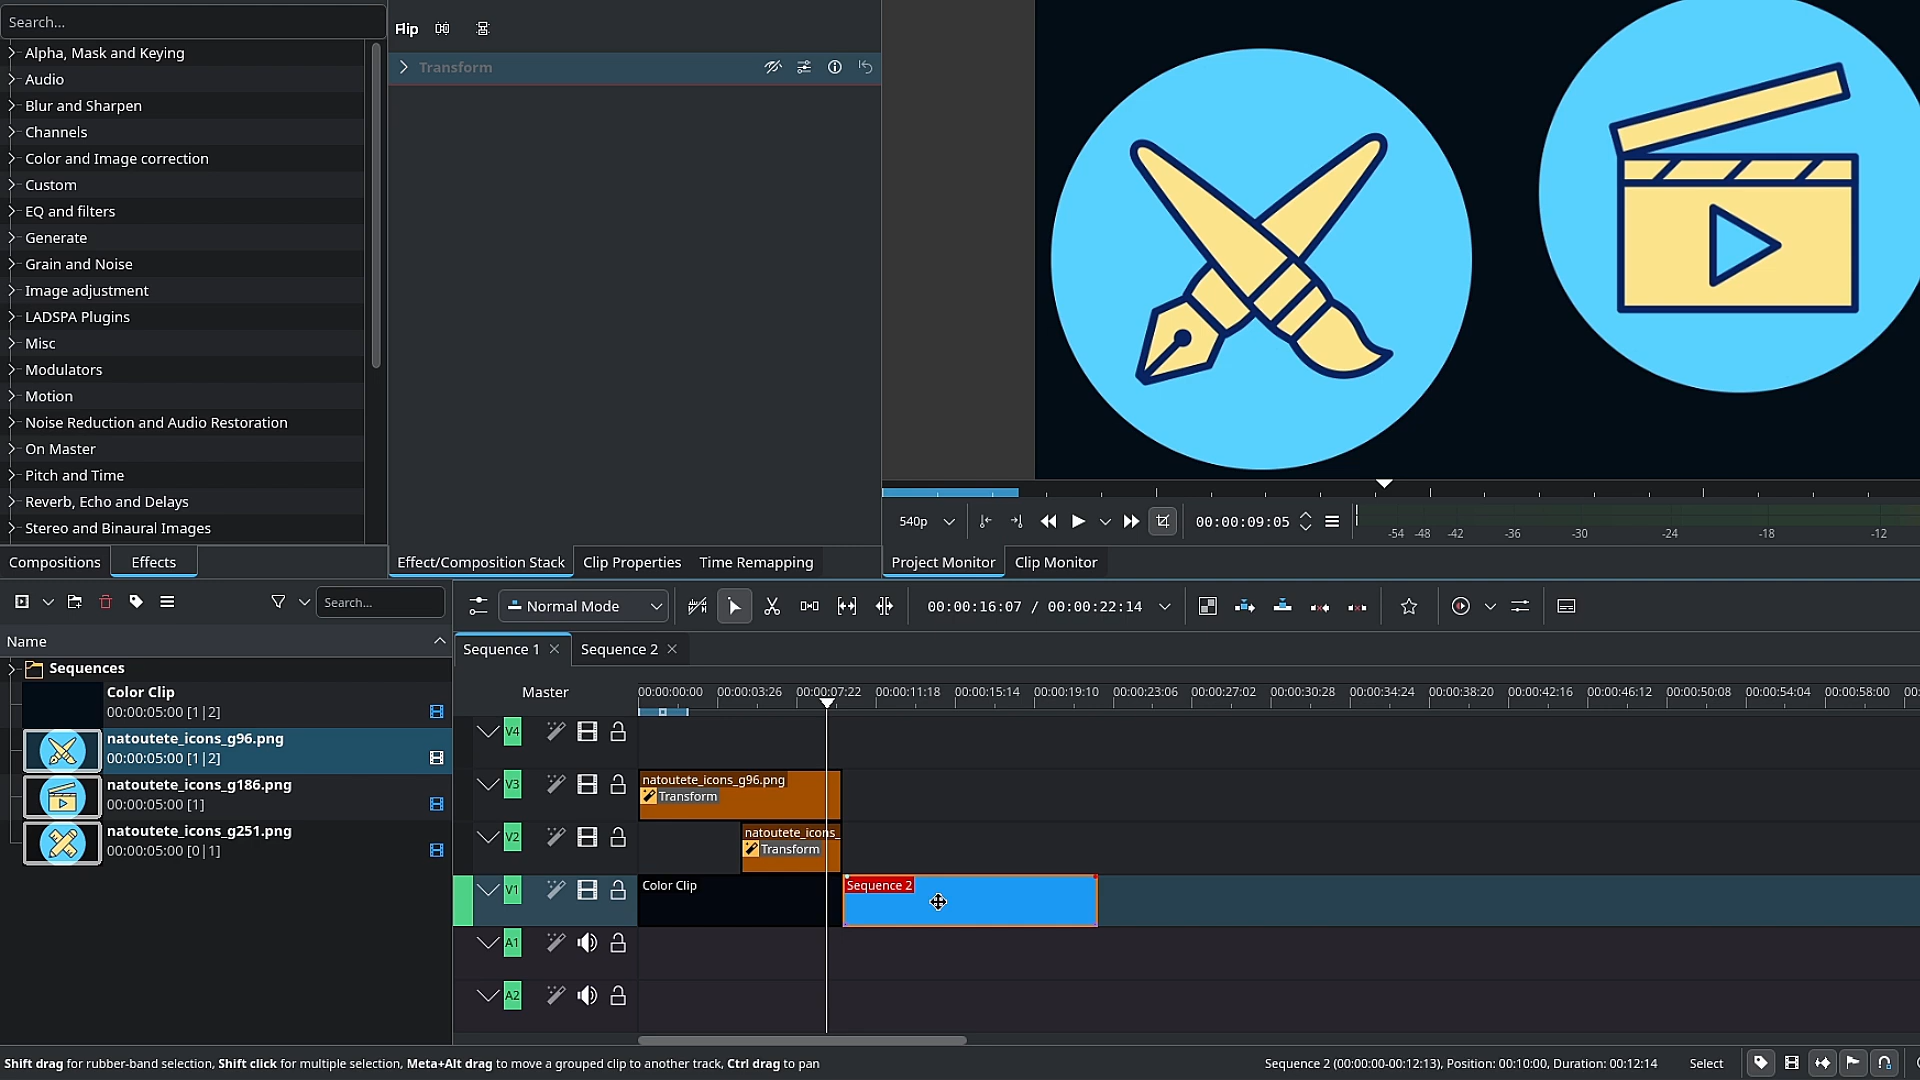 Search...
Alpha, Mask and Keying
Audio
Blur and Sharpen
Channels
Color and Image correction
Custom
EQ and filters
Generate
Grain and Noise
Image adjustment
LADSPA Plugins
Misc
Modulators
Motion
Noise Reduction and Audio Restoration
On Master
Pitch and Time
Reverb, Echo and Delays
Stereo and Binaural Images
Compositions Effects
Flip
Transform
Effect/Composition Stack Clip Properties Time Remapping
540p 00:00:09:05
-54 -48 -42 -36 -30 -24 -18 -12
Project Monitor Clip Monitor
Search...
Name
Sequences
Color Clip
00:00:05:00 [1|2]
natoutete_icons_g96.png
00:00:05:00 [1|2]
natoutete_icons_g186.png
00:00:05:00 [1]
natoutete_icons_g251.png
00:00:05:00 [0|1]
Normal Mode 00:00:16:07 / 00:00:22:14
Sequence 1 Sequence 2
Master
00:00:00:00 00:00:03:26 00:00:07:22 00:00:11:18 00:00:15:14 00:00:19:10 00:00:23:06 00:00:27:02 00:00:30:28 00:00:34:24 00:00:38:20 00:00:42:16 00:00:46:12 00:00:50:08 00:00:54:04 00:00:58:00 00:
V4
V3 natoutete_icons_g96.png
Transform
V2 natoutete_icons_
Transform
V1 Color Clip Sequence 2
A1
A2
Shift drag for rubber-band selection, Shift click for multiple selection, Meta+Alt drag to move a grouped clip to another track, Ctrl drag to pan
Sequence 2 (00:00:00-00:12:13), Position: 00:10:00, Duration: 00:12:14 Select